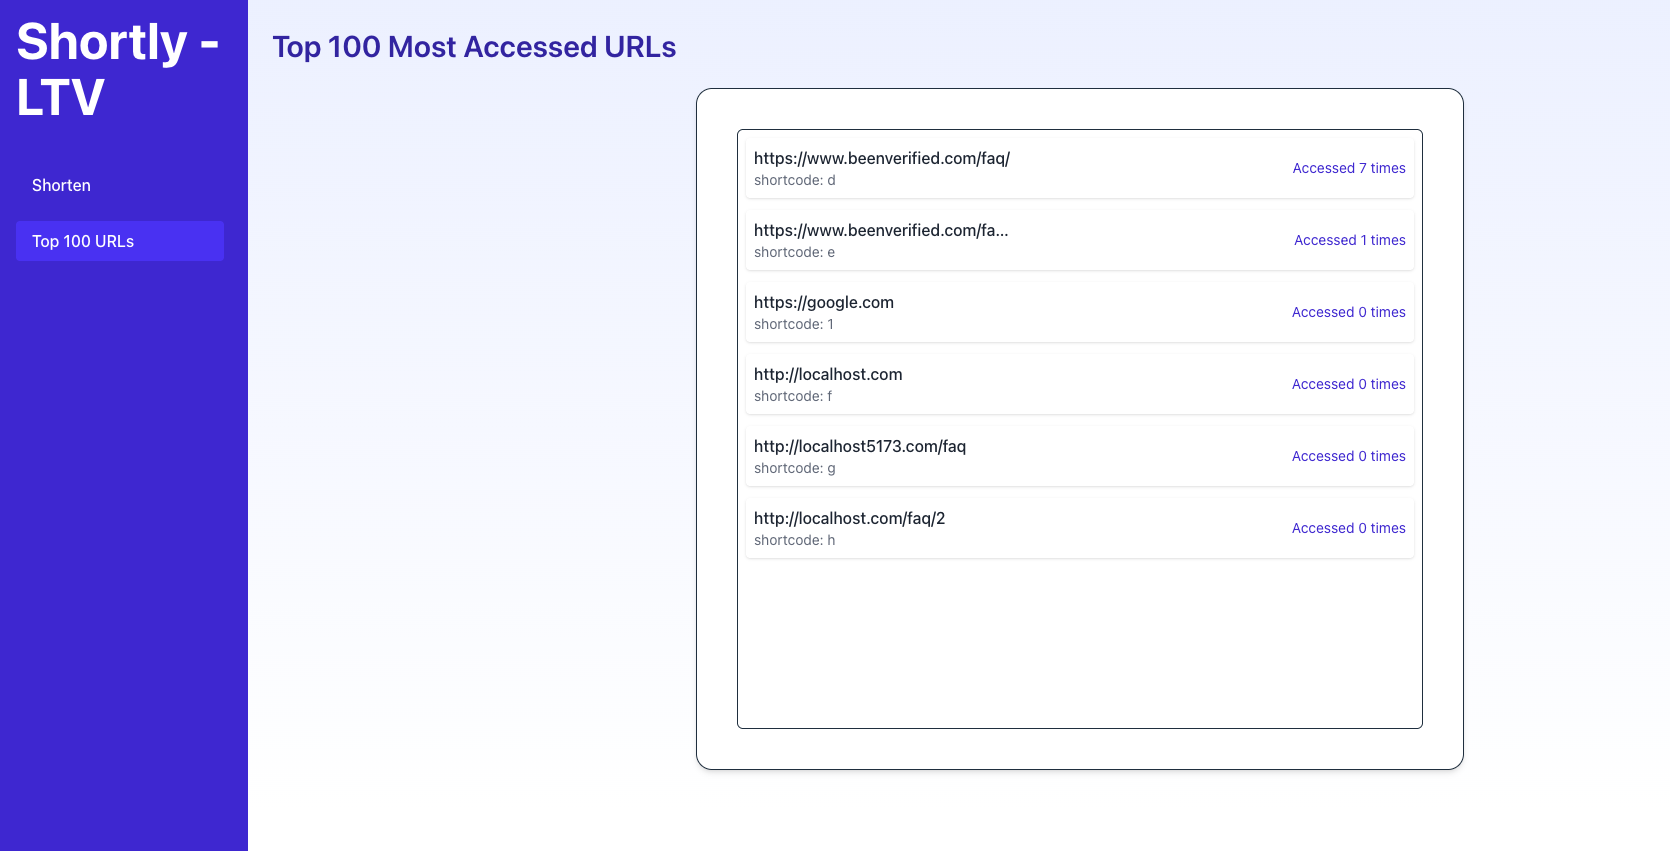 Shortly -
LTV
Shorten
Top 100 URLs
Top 100 Most Accessed URLs
https://www.beenverified.com/faq/
shortcode: d
Accessed 7 times
https://www.beenverified.com/fa...
shortcode: e
Accessed 1 times
https://google.com
shortcode: 1
Accessed 0 times
http://localhost.com
shortcode: f
Accessed 0 times
http://localhost5173.com/faq
shortcode: g
Accessed 0 times
http://localhost.com/faq/2
shortcode: h
Accessed 0 times